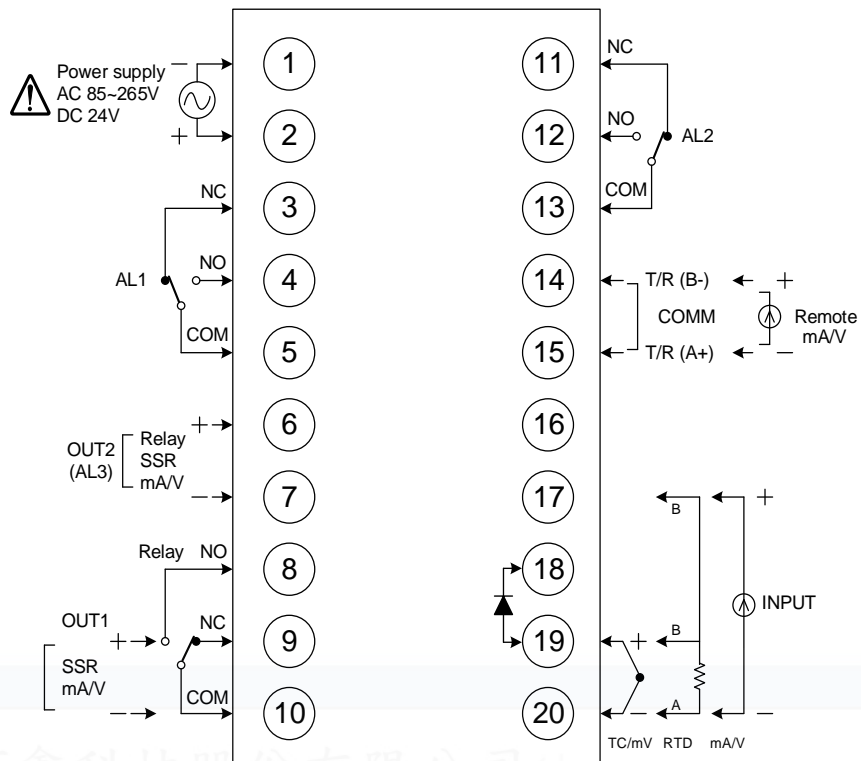 Power supply
AC 85~265V
DC 24V
−
+
1
2
NC
3
AL1
NO
4
COM
5
+
6
OUT2
(AL3)
Relay
SSR
mA/V
−
7
Relay
NO
8
OUT1
+
NC
9
SSR
mA/V
COM
−
10
11
NC
12
NO
AL2
13
COM
14
T/R (B-)
+
COMM
Remote
mA/V
15
T/R (A+)
−
16
17
B
+
18
INPUT
19
+
B
20
−
A
−
TC/mV RTD mA/V